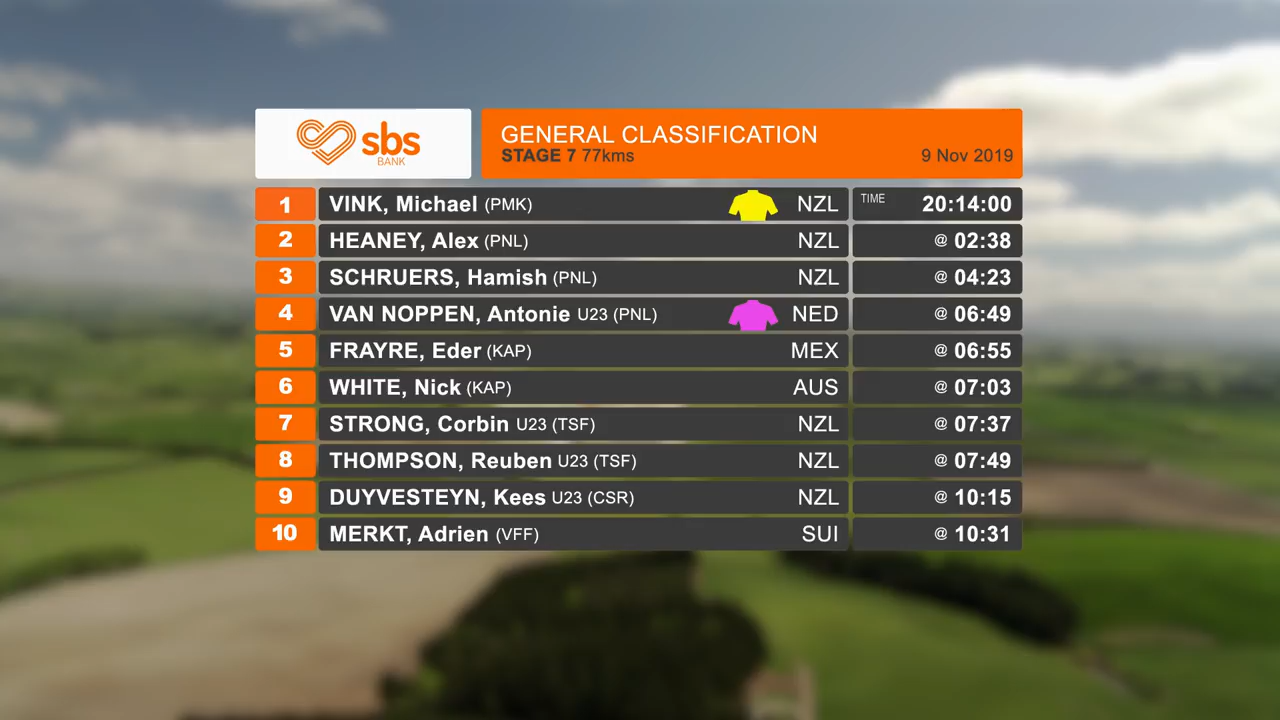 sbs
BANK
GENERAL CLASSIFICATION
STAGE 7 77kms 9 Nov 2019
1 VINK, Michael (PMK) NZL TIME 20:14:00
2 HEANEY, Alex (PNL) NZL @ 02:38
3 SCHRUERS, Hamish (PNL) NZL @ 04:23
4 VAN NOPPEN, Antonie U23 (PNL) NED @ 06:49
5 FRAYRE, Eder (KAP) MEX @ 06:55
6 WHITE, Nick (KAP) AUS @ 07:03
7 STRONG, Corbin U23 (TSF) NZL @ 07:37
8 THOMPSON, Reuben U23 (TSF) NZL @ 07:49
9 DUYVESTEYN, Kees U23 (CSR) NZL @ 10:15
10 MERKT, Adrien (VFF) SUI @ 10:31